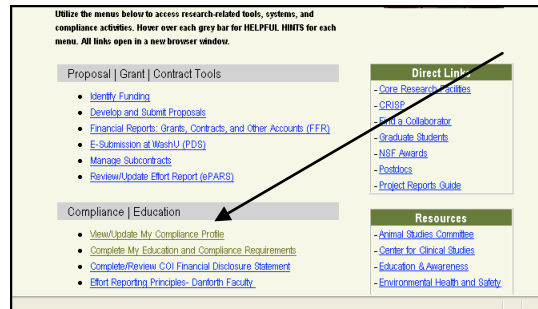 Utilize the menus below to access research-related tools, systems, and
compliance activities. Hover over each grey bar for HELPFUL HINTS for each
menu. All links open in a new browser window.
Proposal | Grant | Contract Tools
Identify Funding
Develop and Submit Proposals
Financial Reports: Grants, Contracts, and Other Accounts (FFR)
E-Submission at WashU (PDS)
Manage Subcontracts
Review/Update Effort Report (ePARS)
Compliance | Education
View/Update My Compliance Profile
Complete My Education and Compliance Requirements
Complete/Review COI Financial Disclosure Statement
Effort Reporting Principles- Danforth Faculty
Direct Links
- Core Research Facilities
- CRISP
- Find a Collaborator
- Graduate Students
- NSF Awards
- Postdocs
- Project Reports Guide
Resources
- Animal Studies Committee
- Center for Clinical Studies
- Education & Awareness
- Environmental Health and Safety